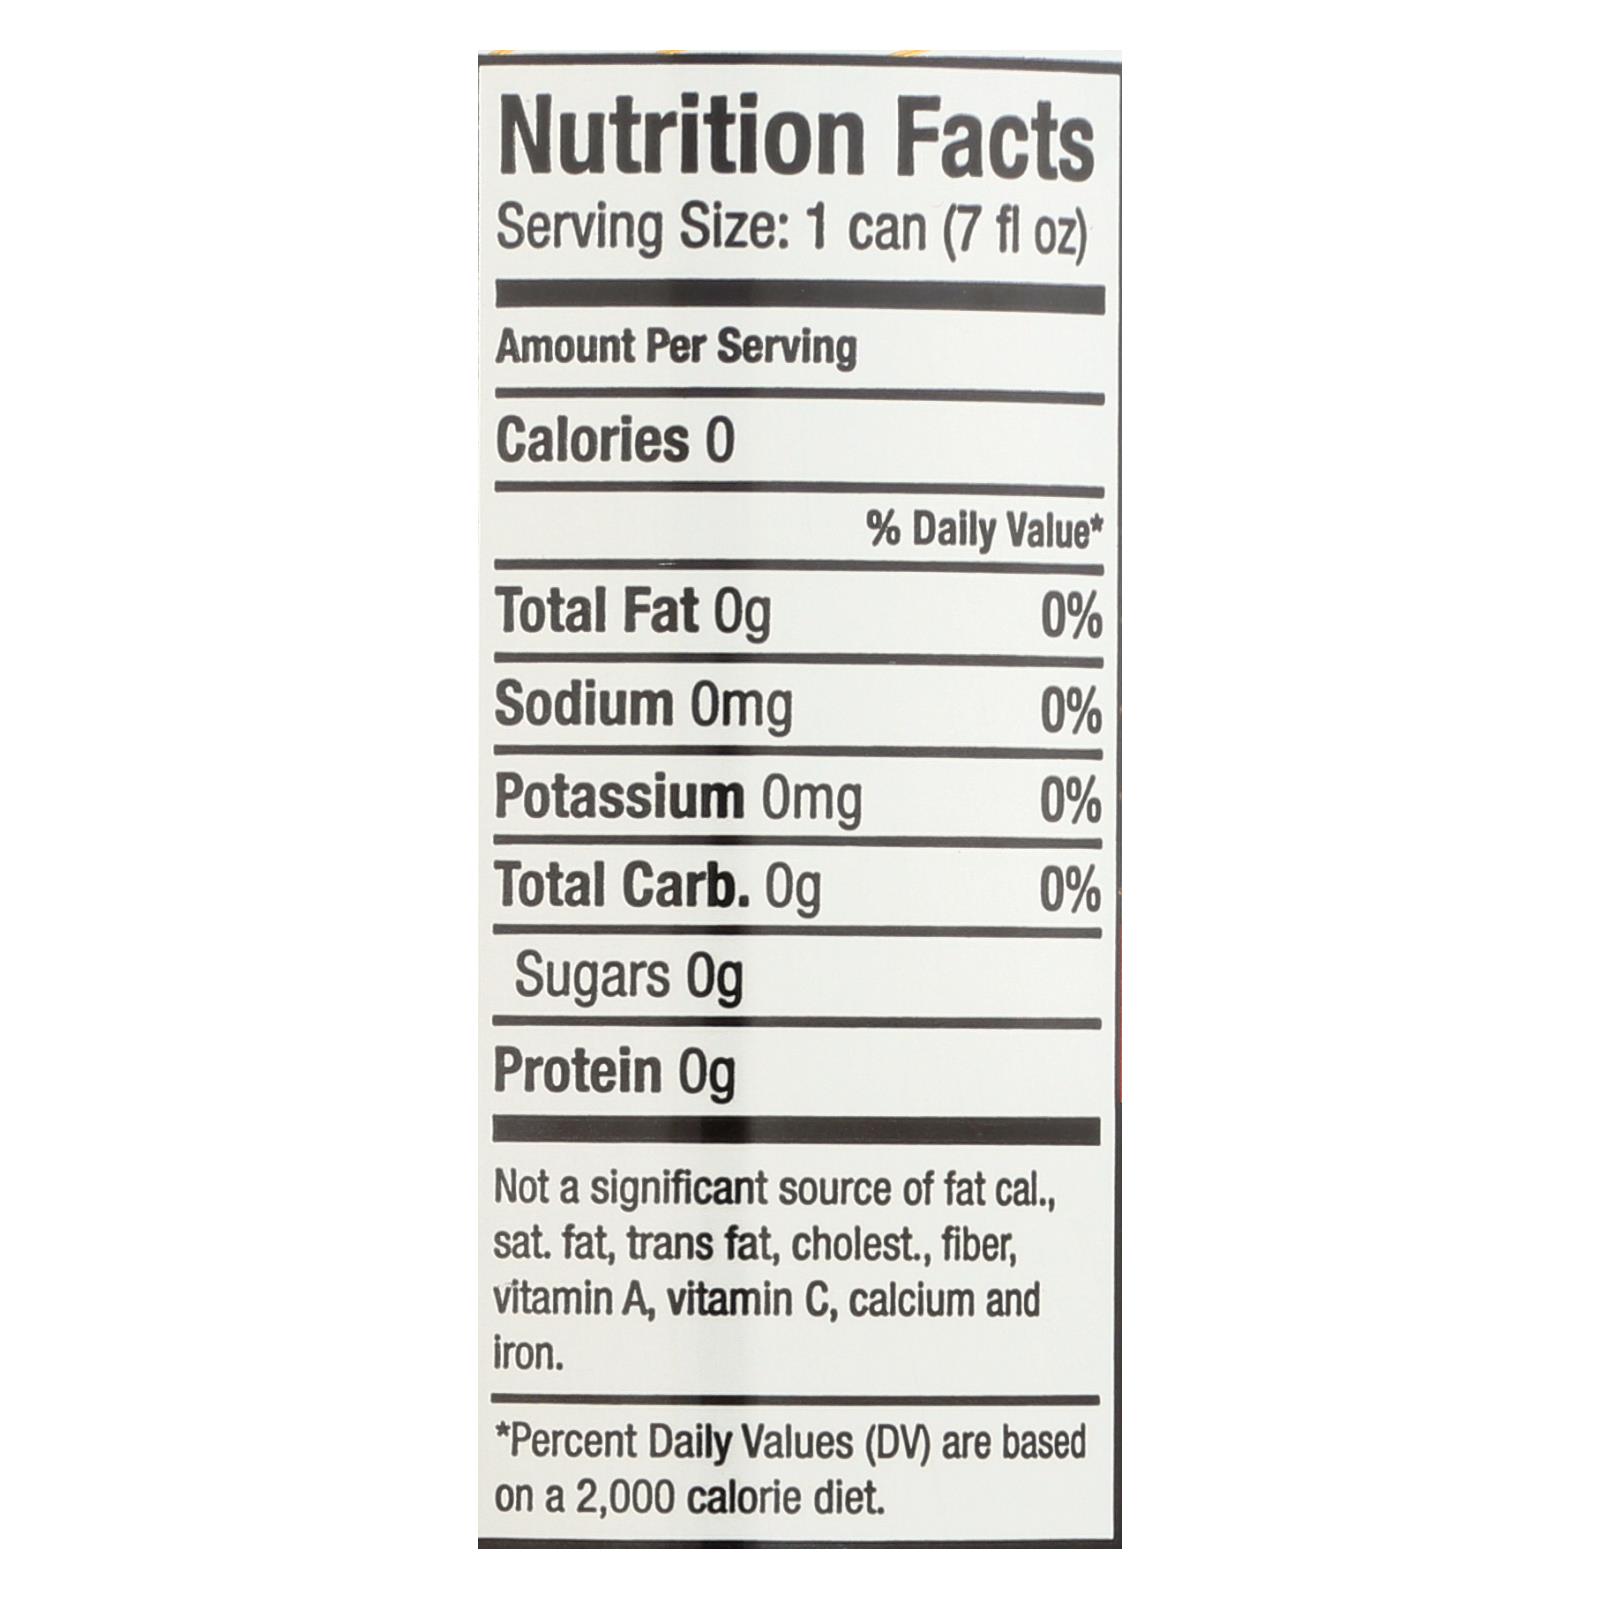 Nutrition Facts
Serving Size: 1 can (7 fl oz)
Amount Per Serving
Calories 0
% Daily Value*
Total Fat 0g 0%
Sodium 0mg 0%
Potassium 0mg 0%
Total Carb. 0g 0%
Sugars 0g
Protein 0g
Not a significant source of fat cal.,
sat. fat, trans fat, cholest., fiber,
vitamin A, vitamin C, calcium and
iron.
*Percent Daily Values (DV) are based
on a 2,000 calorie diet.